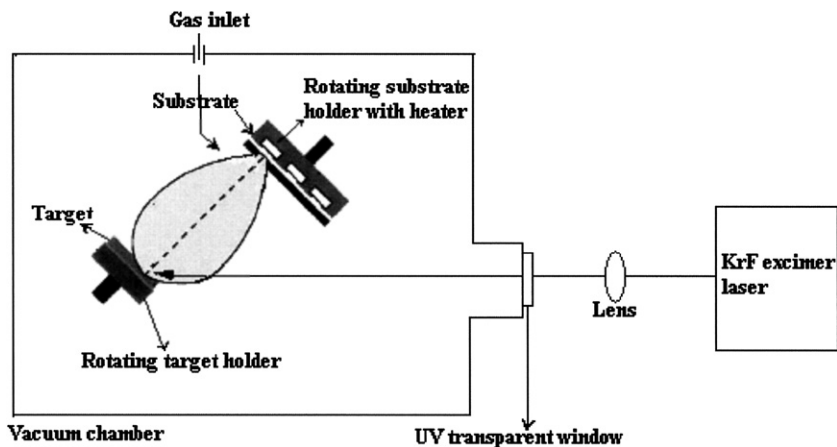 Gas inlet
Substrate
Rotating substrate
holder with heater
Target
Rotating target holder
KrF excimer
laser
Lens
Vacuum chamber
UV transparent window